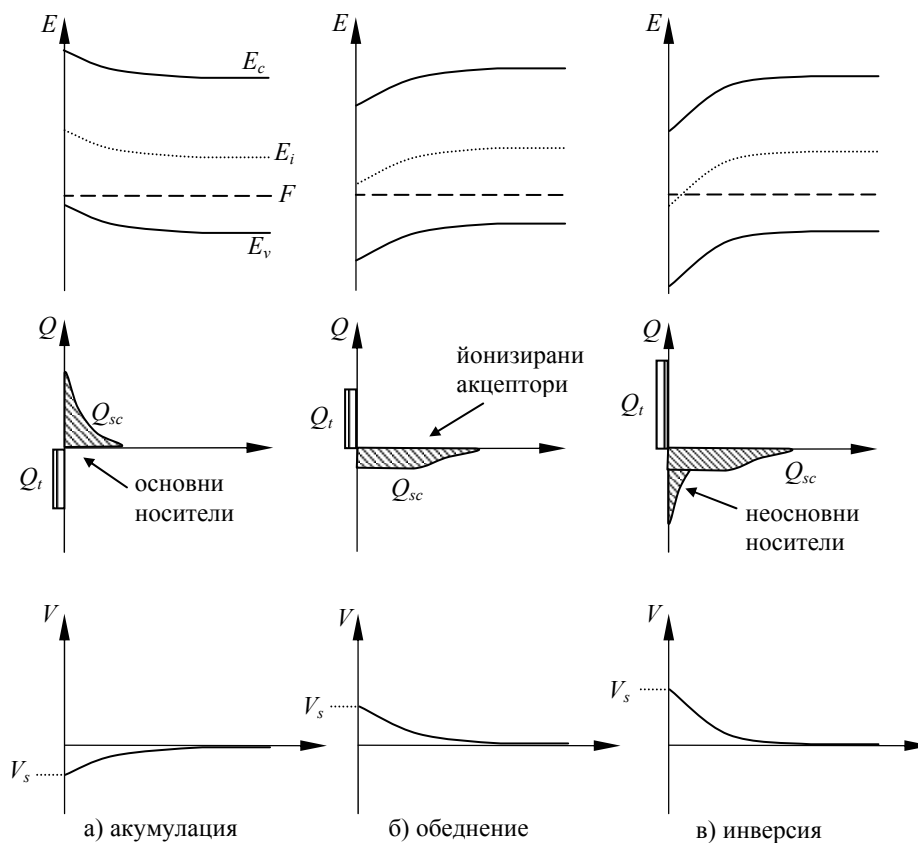 E
E
E
E_c
E_i
F
E_v
Q
Q
Q
йонизирани
акцептори
Q_t
Q_t
Q_sc
Q_t
основни
носители
Q_sc
Q_sc
неосновни
носители
V
V
V
V_s
V_s
V_s
а) акумулация
б) обеднение
в) инверсия